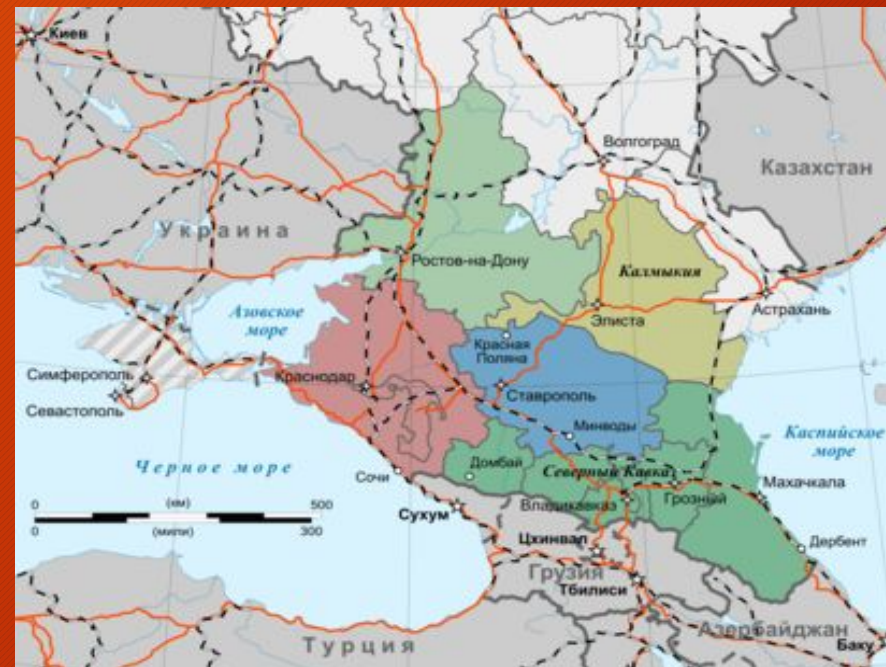 Киев
Волгоград
Казахстан
Украина
Ростов-на-Дону
Калмыкия
Азовское
море
Элиста
Астрахань
Красная
Поляна
Симферополь
Краснодар
Ставрополь
Севастополь
Минводы
Каспийское
море
Черное море
Домбай
Северный Кавказ
Сочи
Махачкала
0 (км) 500
0 (мили) 300
Сухум
Владикавказ
Грозный
Цхинвал
Дербент
Грузия
Тбилиси
Азербайджан
Турция
Баку